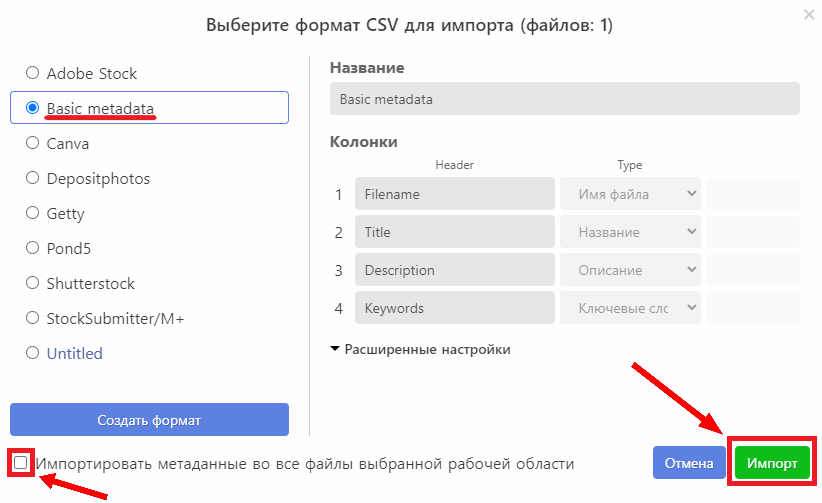 Выберите формат CSV для импорта (файлов: 1)
Adobe Stock
Basic metadata
Canva
Depositphotos
Getty
Pond5
Shutterstock
StockSubmitter/M+
Untitled
Создать формат
Название
Basic metadata
Колонки
Header Type
1 Filename Имя файла
2 Title Название
3 Description Описание
4 Keywords Ключевые слс
Расширенные настройки
Импортировать метаданные во все файлы выбранной рабочей области
Отмена Импорт